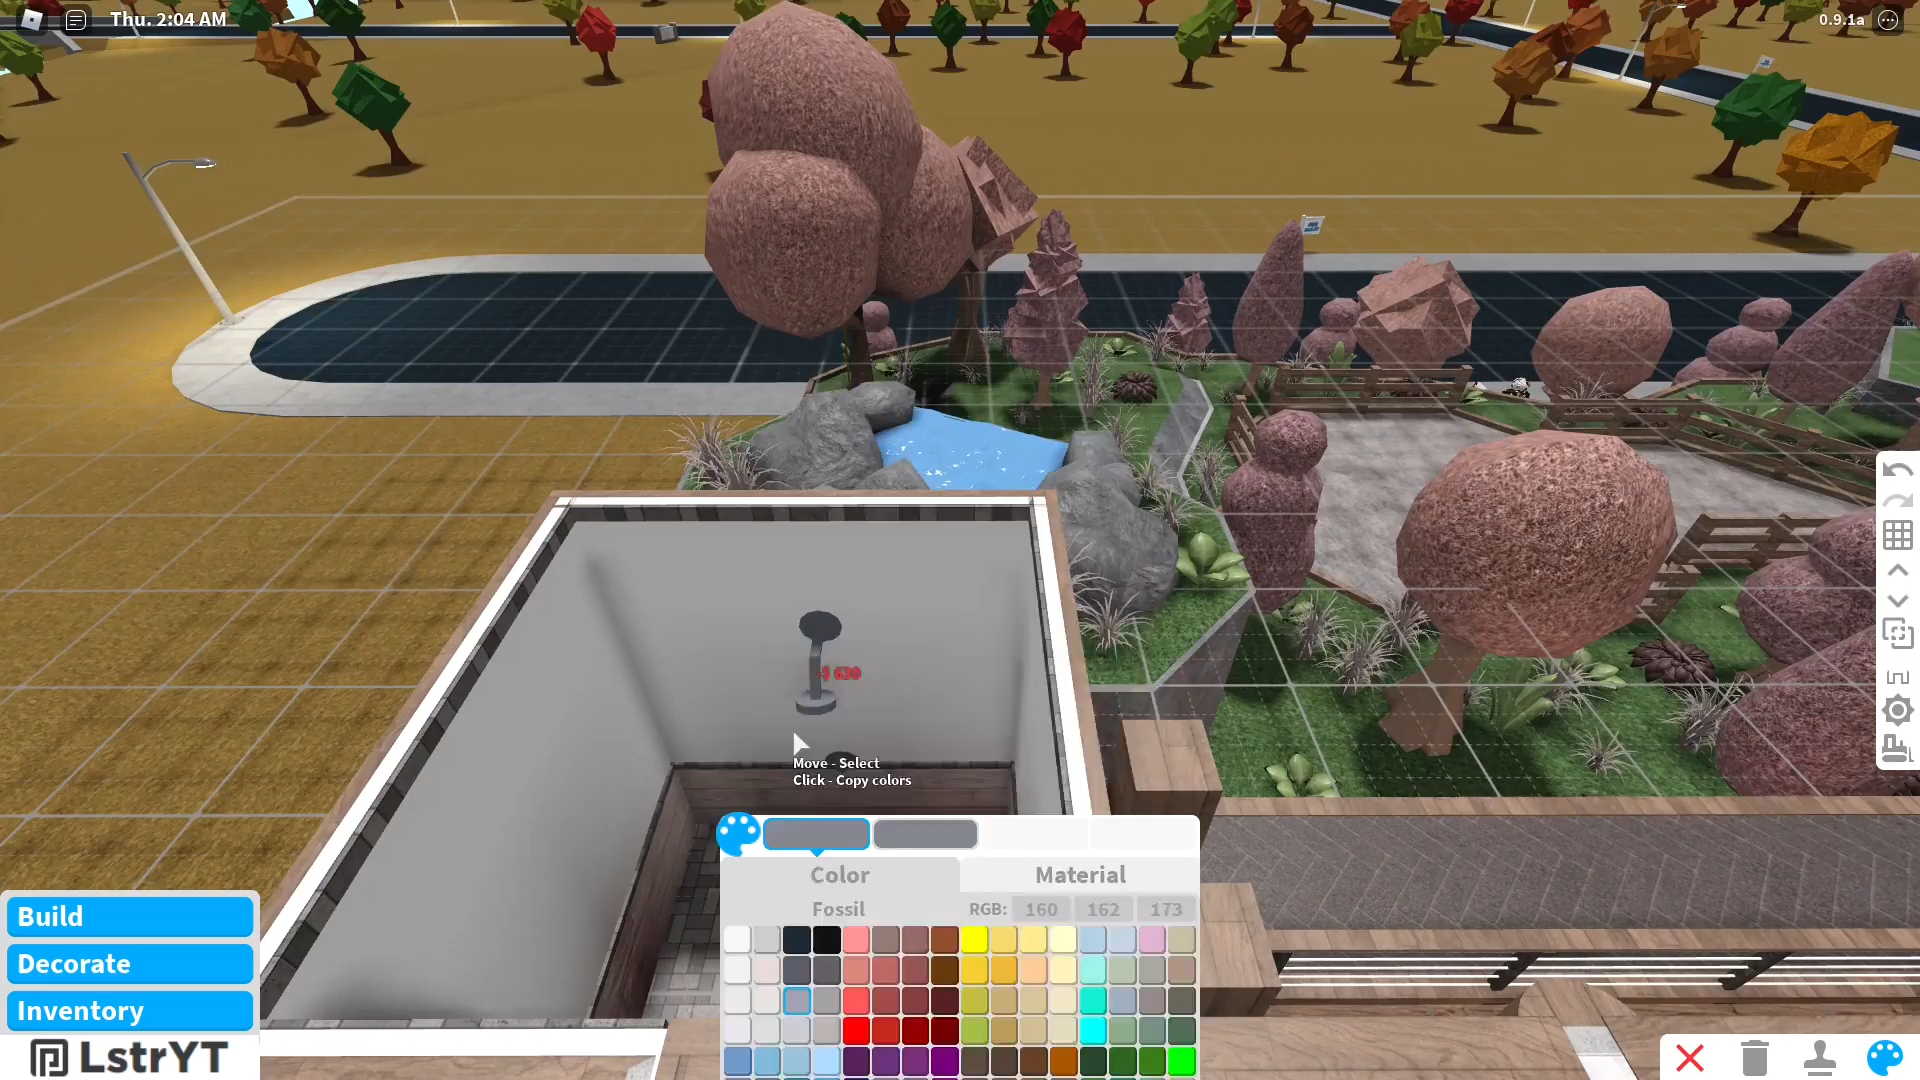 Thu. 2:04 AM
0.9.1a
Move - Select
Click - Copy colors
Color
Material
Fossil
RGB: 160 162 173
Build
Decorate
Inventory
LstrYT